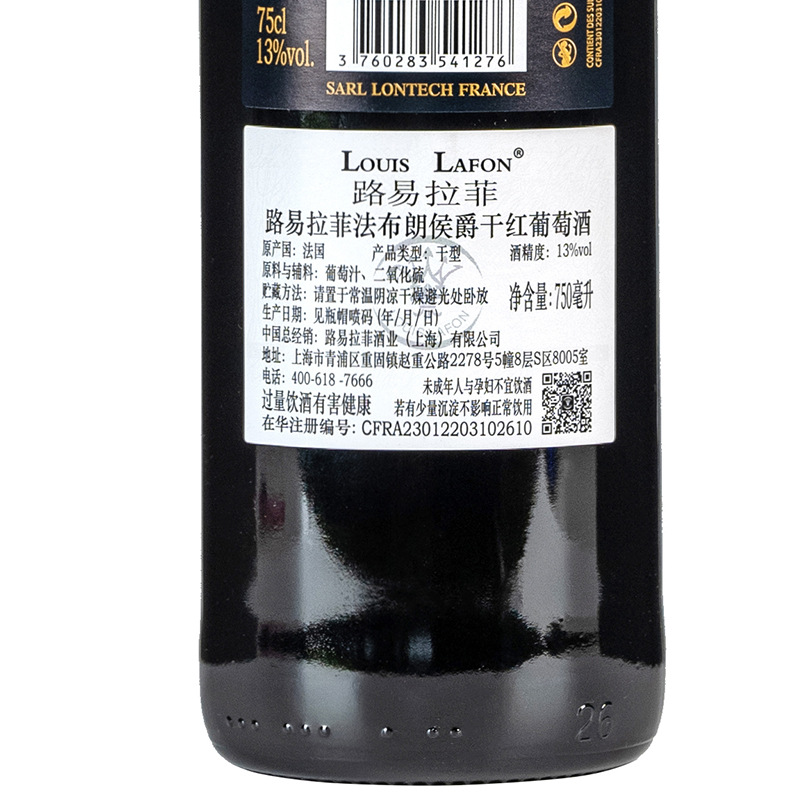 75cl
13%vol.
3 760283 541276
SARL LONTECH FRANCE
LOUIS LAFON®
路易拉菲
路易拉菲法布朗侯爵干红葡萄酒
原产国：法国 产品类型：干型 酒精度：13%vol
原料与辅料：葡萄汁、二氧化硫
贮藏方法：请置于常温阴凉干燥避光处卧放 净含量:750毫升
生产日期：见瓶帽喷码(年/月/日)
中国总经销：路易拉菲酒业（上海）有限公司
地址：上海市青浦区重固镇赵重公路2278号5幢8层S区8005室
电话：400-618-7666 未成年人与孕妇不宜饮酒
过量饮酒有害健康 若有少量沉淀不影响正常饮用
在华注册编号：CFRA23012203102610
26